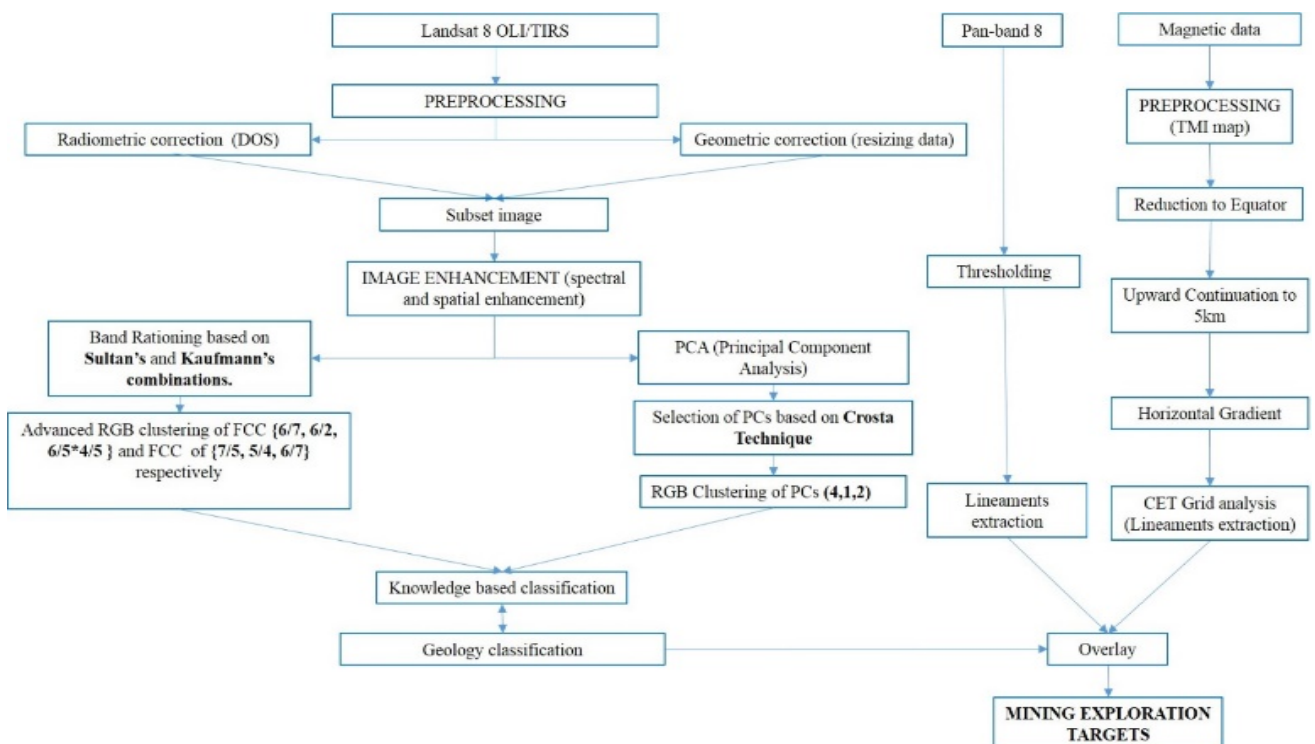 Landsat 8 OLI/TIRS
Pan-band 8
Magnetic data
PREPROCESSING
PREPROCESSING
(TMI map)
Radiometric correction (DOS)
Geometric correction (resizing data)
Subset image
Reduction to Equator
IMAGE ENHANCEMENT (spectral
and spatial enhancement)
Thresholding
Upward Continuation to
5km
Band Rationing based on
Sultan's and Kaufmann's
combinations.
PCA (Principal Component
Analysis)
Selection of PCs based on Crosta
Technique
Horizontal Gradient
Advanced RGB clustering of FCC {6/7, 6/2,
6/5*4/5 } and FCC of {7/5, 5/4, 6/7}
respectively
RGB Clustering of PCs (4,1,2)
Lineaments
extraction
CET Grid analysis
(Lineaments extraction)
Knowledge based classification
Geology classification
Overlay
MINING EXPLORATION
TARGETS